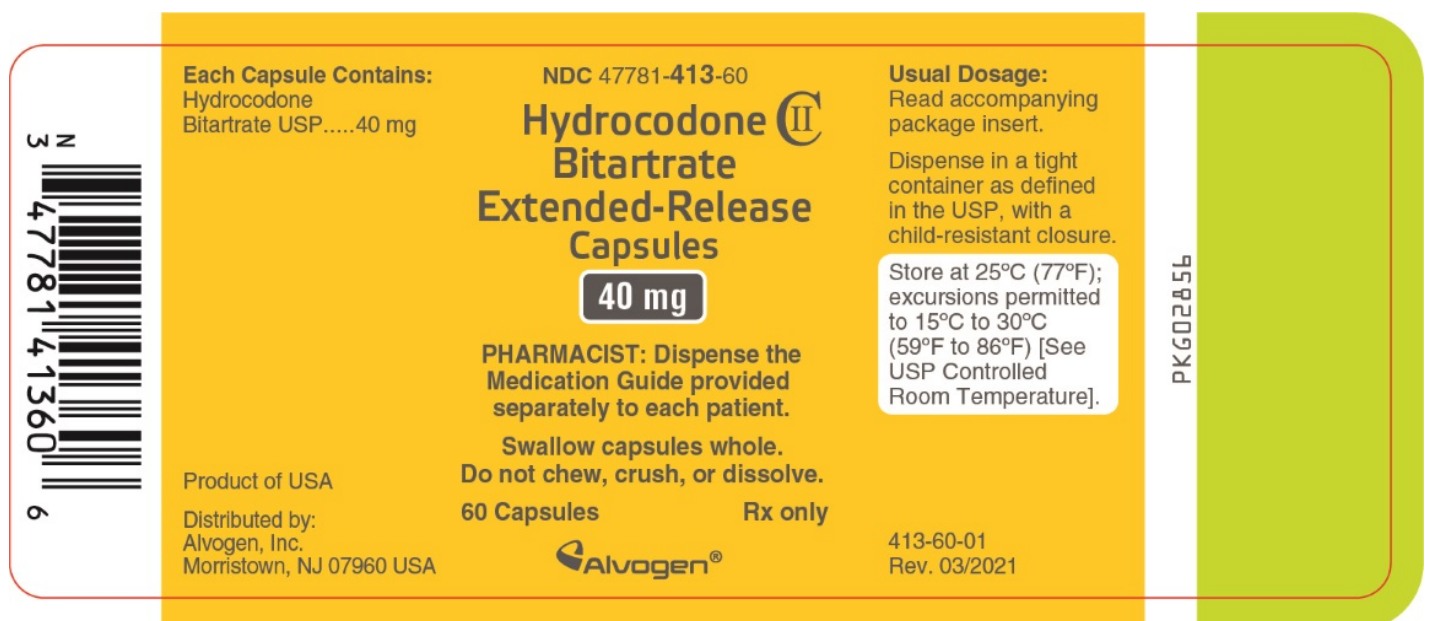 N
3
47781 41360
6
Each Capsule Contains:
Hydrocodone
Bitartrate USP.....40 mg
Product of USA
Distributed by:
Alvogen, Inc.
Morristown, NJ 07960 USA
NDC 47781-413-60
Hydrocodone CII
Bitartrate
Extended-Release
Capsules
40 mg
PHARMACIST: Dispense the
Medication Guide provided
separately to each patient.
Swallow capsules whole.
Do not chew, crush, or dissolve.
60 Capsules Rx only
Alvogen®
Usual Dosage:
Read accompanying
package insert.
Dispense in a tight
container as defined
in the USP, with a
child-resistant closure.
Store at 25ºC (77ºF);
excursions permitted
to 15ºC to 30ºC
(59ºF to 86ºF) [See
USP Controlled
Room Temperature].
413-60-01
Rev. 03/2021
PKG02856